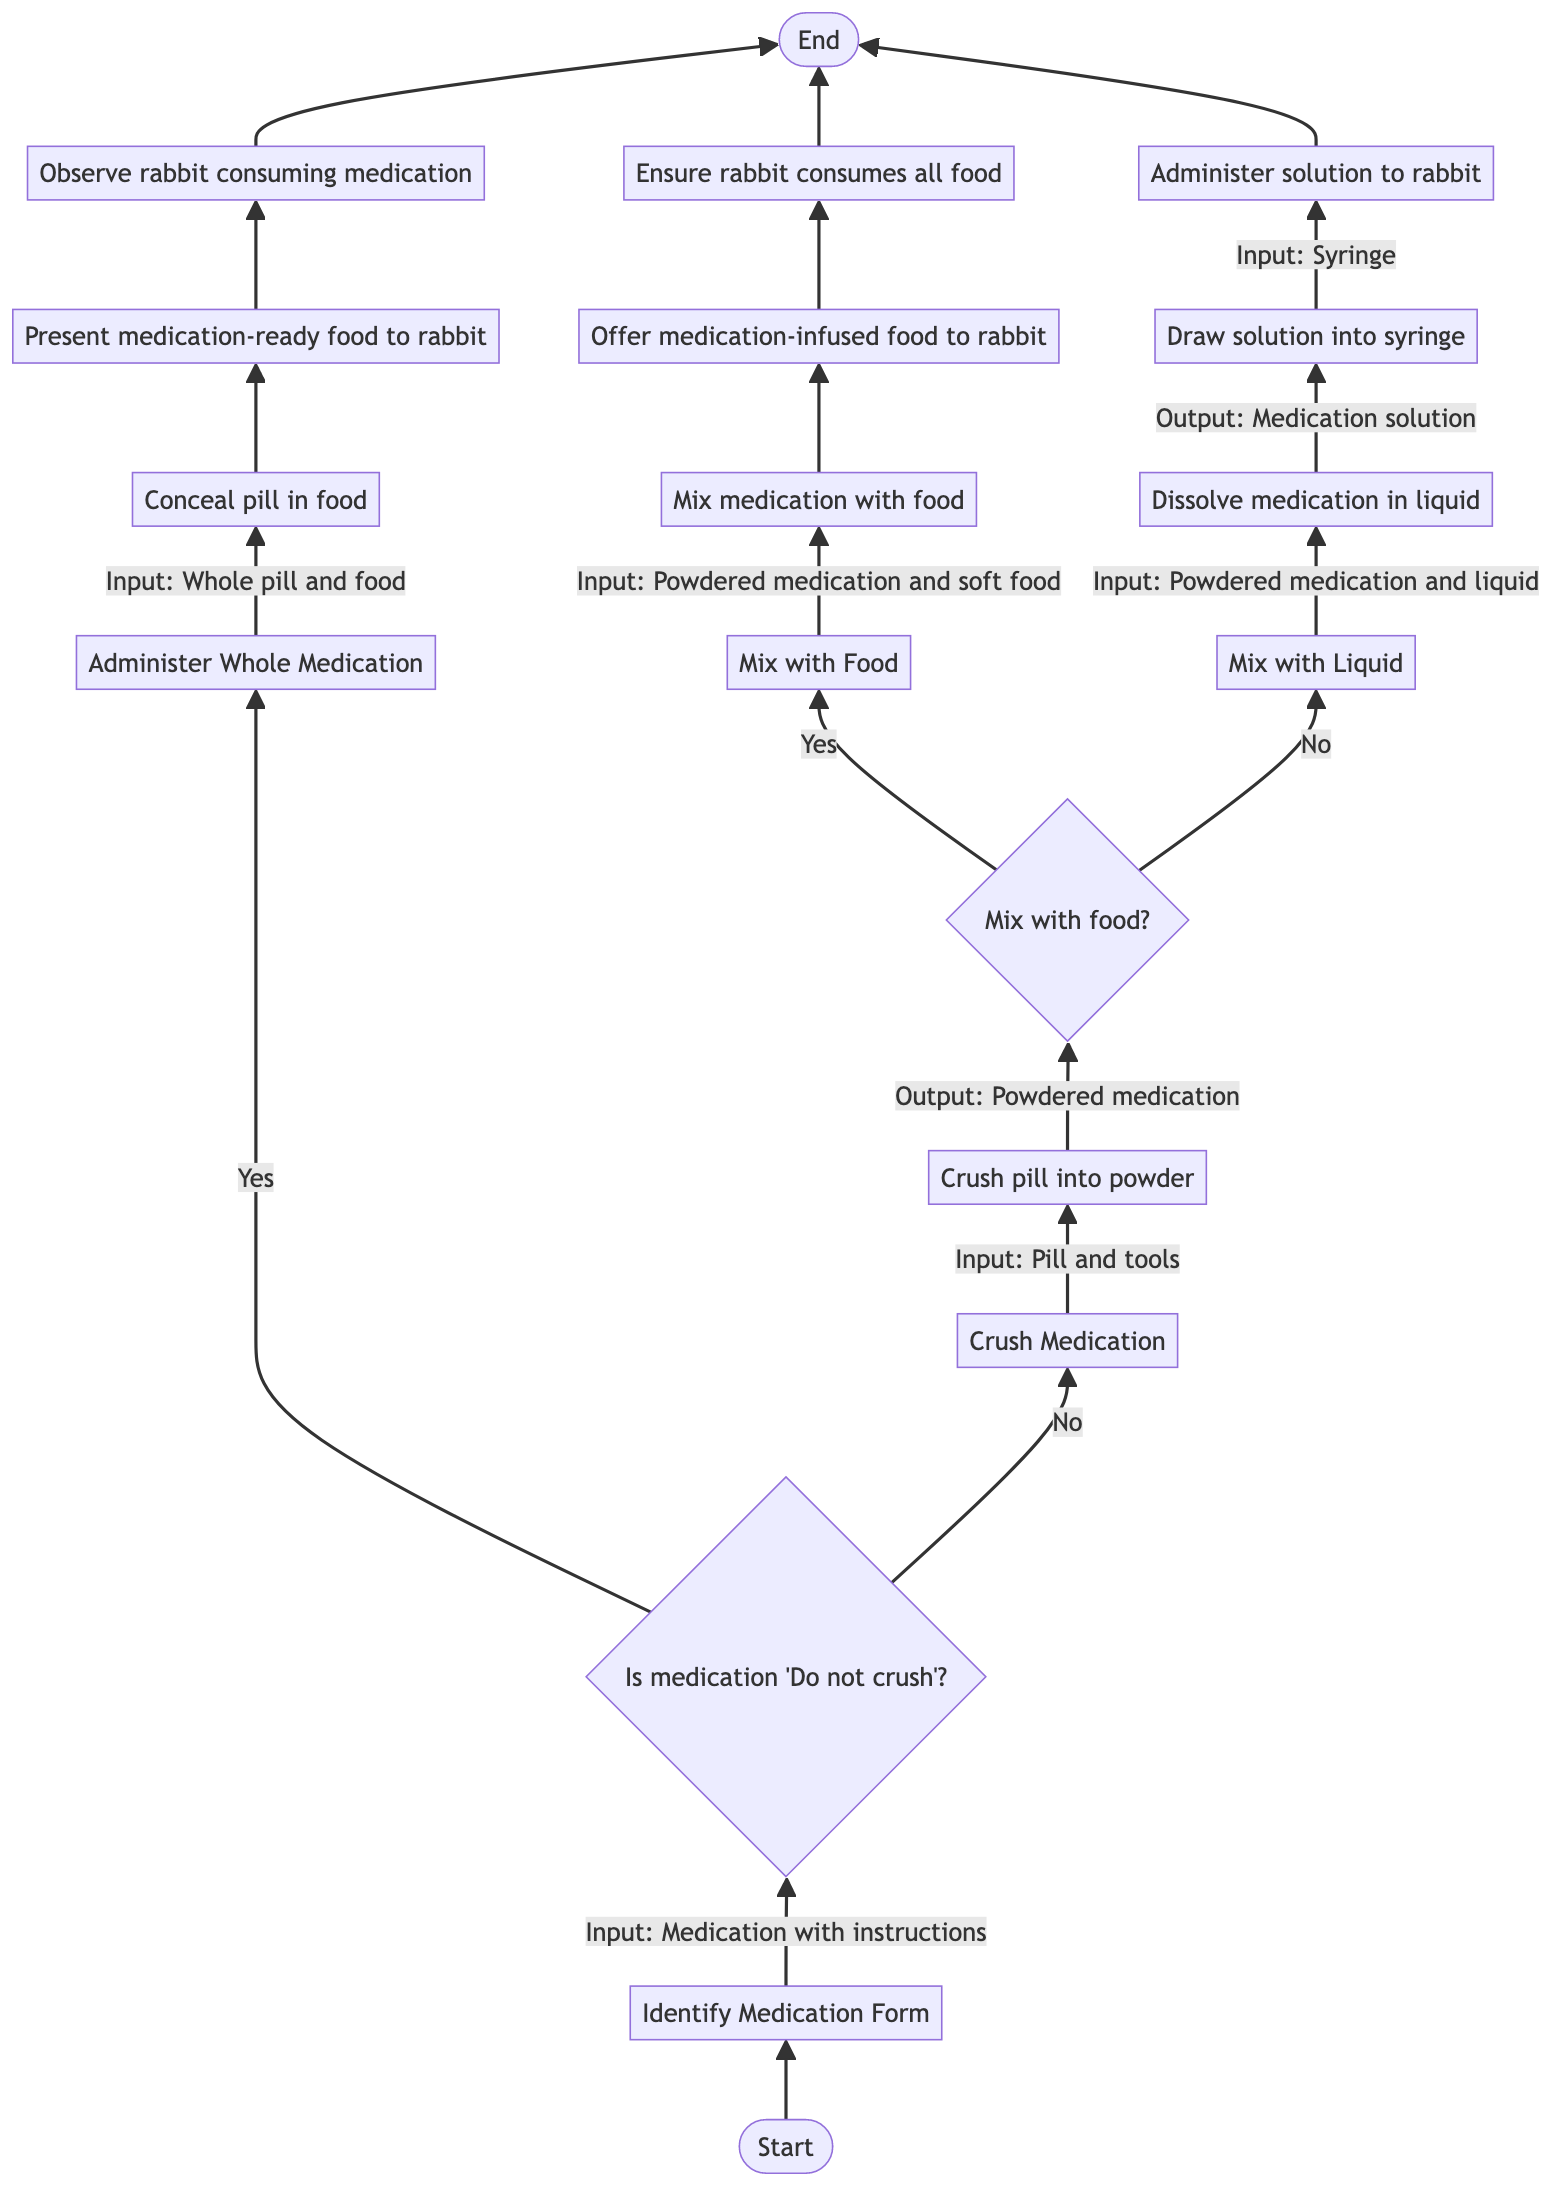 End
Observe rabbit consuming medication
Ensure rabbit consumes all food
Administer solution to rabbit
Input: Syringe
Present medication-ready food to rabbit
Offer medication-infused food to rabbit
Draw solution into syringe
Output: Medication solution
Conceal pill in food
Mix medication with food
Dissolve medication in liquid
Input: Whole pill and food
Input: Powdered medication and soft food
Input: Powdered medication and liquid
Administer Whole Medication
Mix with Food
Mix with Liquid
Yes
No
Mix with food?
Output: Powdered medication
Yes
Crush pill into powder
Input: Pill and tools
Crush Medication
No
Is medication 'Do not crush'?
Input: Medication with instructions
Identify Medication Form
Start